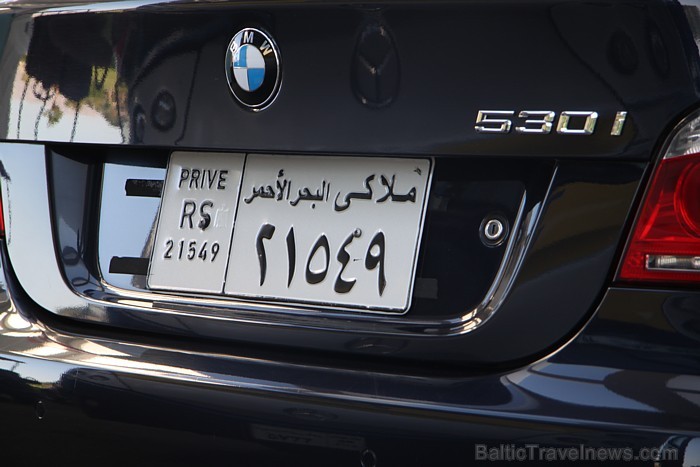 BMW
530i
PRIVE
RS
21549
ملاكى البحر الأحمر
٢١٥٤٩
BalticTravelnews.com